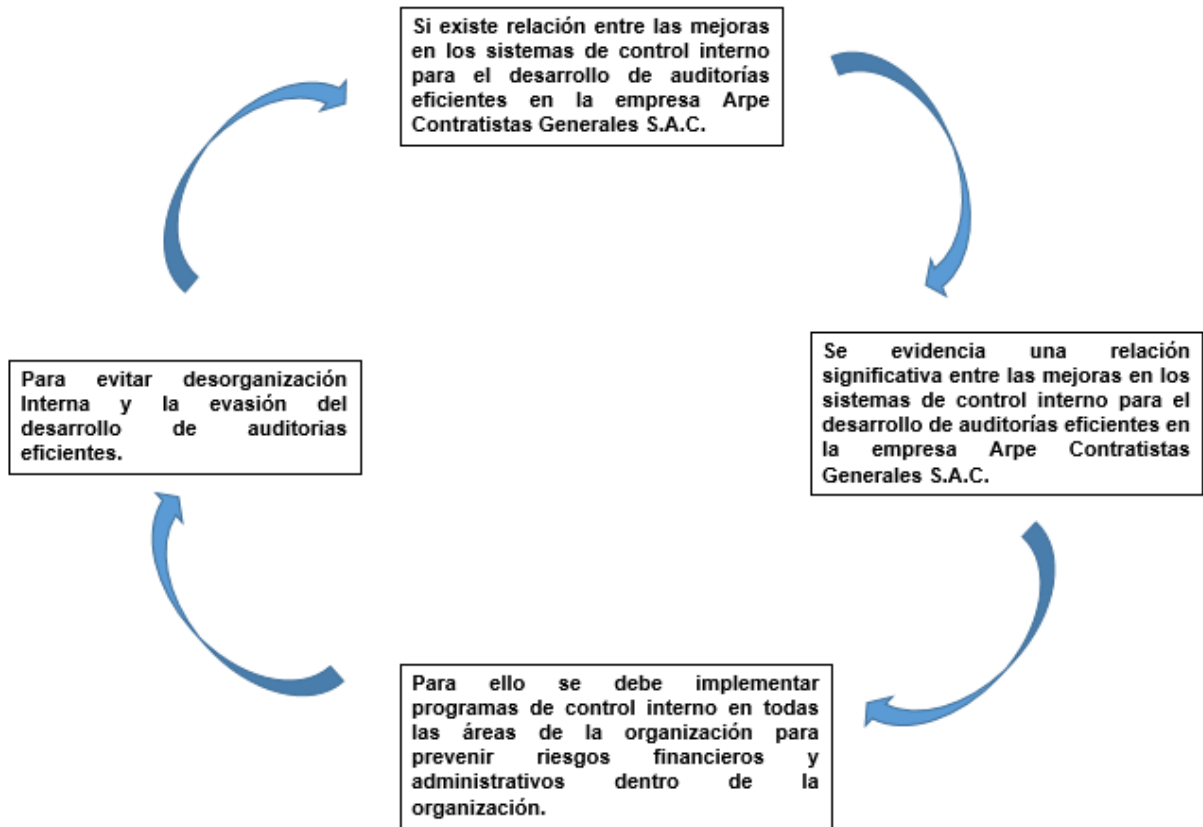 Si existe relación entre las mejoras
en los sistemas de control interno
para el desarrollo de auditorías
eficientes en la empresa Arpe
Contratistas Generales S.A.C.
Se evidencia una relación
significativa entre las mejoras en los
sistemas de control interno para el
desarrollo de auditorías eficientes en
la empresa Arpe Contratistas
Generales S.A.C.
Para ello se debe implementar
programas de control interno en todas
las áreas de la organización para
prevenir riesgos financieros y
administrativos dentro de la
organización.
Para evitar desorganización
Interna y la evasión del
desarrollo de auditorias
eficientes.